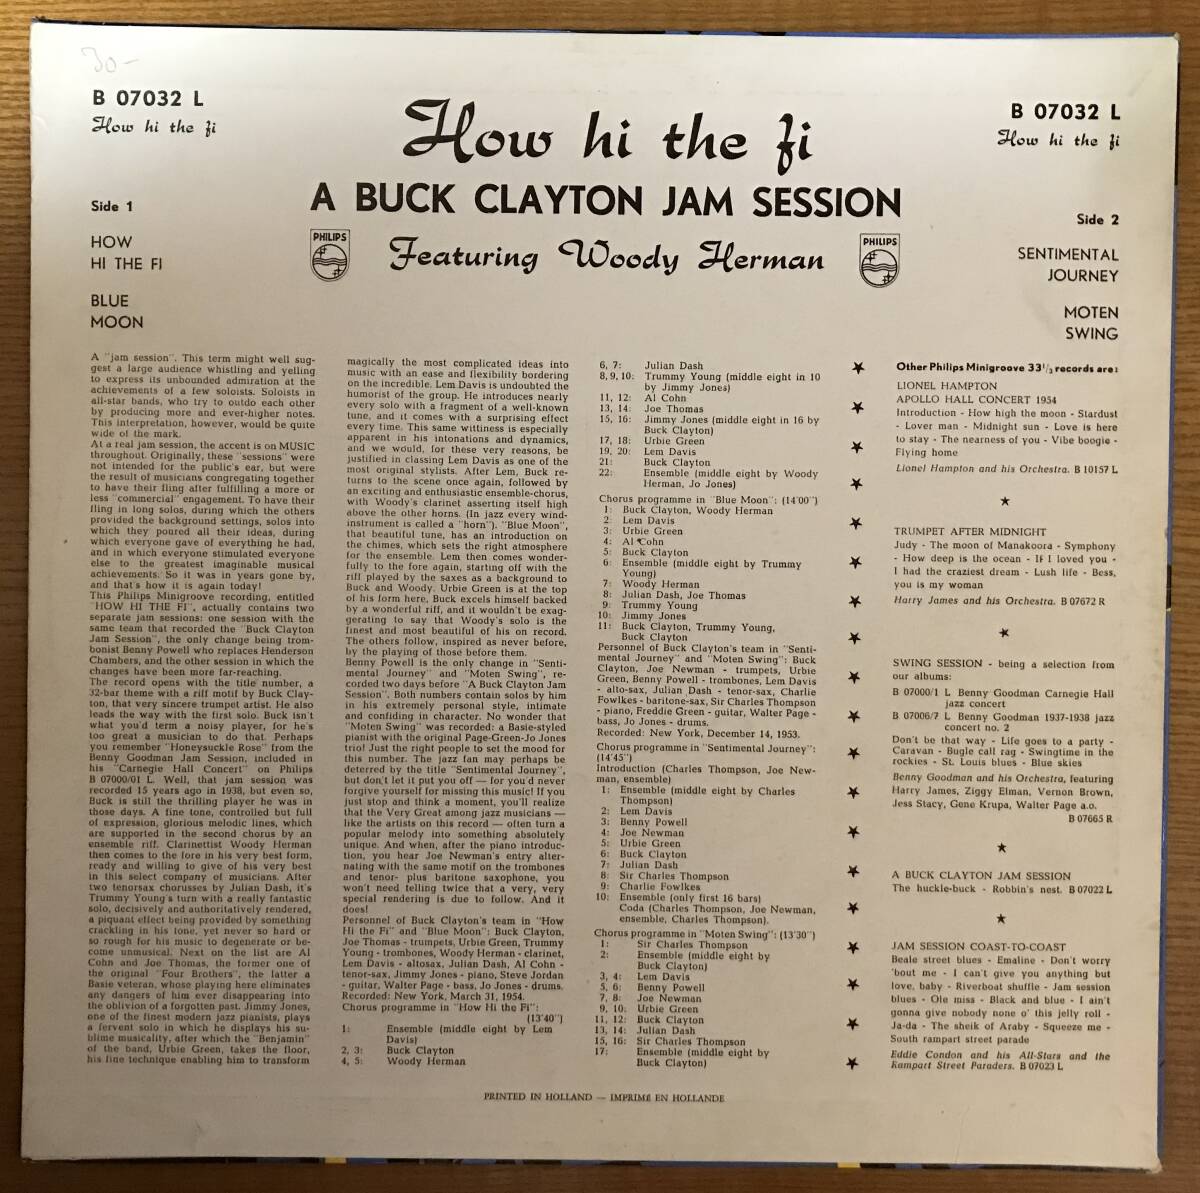 30-
B 07032 L
How hi the fi
How hi the fi
A BUCK CLAYTON JAM SESSION
PHILIPS
Featuring Woody Herman
PHILIPS
B 07032 L
How hi the fi
Side 1
HOW
HI THE FI
BLUE
MOON
Side 2
SENTIMENTAL
JOURNEY
MOTEN
SWING
A "jam session". This term might well sug-
gest a large audience whistling and yelling
to express its unbounded admiration at the
achievements of a few soloists. Soloists in
all-star bands, who try to outdo each other
by producing more and ever-higher notes.
This interpretation, however, would be quite
wide of the mark.
At a real jam session, the accent is on MUSIC
throughout. Originally, these "sessions" were
not intended for the public's ear, but were
the result of musicians congregating together
to have their fling after fulfilling a more or
less "commercial" engagement. To have their
fling in long solos, during which the others
provided the background settings, solos into
which they poured all their ideas, during
which everyone gave of everything he had,
and in which everyone stimulated everyone
else to the greatest imaginable musical
achievements. So it was in years gone by,
and that's how it is again today!
This Philips Minigroove recording, entitled
"HOW HI THE FI", actually contains two
separate jam sessions: one session with the
same team that recorded the "Buck Clayton
Jam Session", the only change being trom-
bonist Benny Powell who replaces Henderson
Chambers, and the other session in which the
changes have been more far-reaching.
The record opens with the title number, a
32-bar theme with a riff motif by Buck Clay-
ton, that very sincere trumpet artist. He also
leads the way with the first solo. Buck isn't
what you'd term a noisy player, for he's
too great a musician to do that. Perhaps
you remember "Honeysuckle Rose" from the
Benny Goodman Jam Session, included in
his "Carnegie Hall Concert" on Philips
B 07000/01 L. Well, that jam session was
recorded 15 years ago in 1938, but even so,
Buck is still the thrilling player he was in
those days. A fine tone, controlled but full
of expression, glorious melodic lines, which
are supported in the second chorus by an
ensemble riff. Clarinettist Woody Herman
then comes to the fore in his very best form,
ready and willing to give of his very best
in this select company of musicians. After
two tenorsax chorusses by Julian Dash, it's
Trummy Young's turn with a really fantastic
solo, decisively and authoritatively rendered,
a piquant effect being provided by something
crackling in his tone, yet never so hard or
so rough for his music to degenerate or be-
come unmusical. Next on the list are Al
Cohn and Joe Thomas, the former one of
the original "Four Brothers", the latter a
Basie veteran, whose playing here eliminates
any dangers of him ever disappearing into
the oblivion of a forgotten past. Jimmy Jones,
one of the finest modern jazz pianists, plays
a fervent solo in which he displays his su-
blime musicality, after which the "Benjamin"
of the band, Urbie Green, takes the floor,
his fine technique enabling him to transform
magically the most complicated ideas into
music with an ease and flexibility bordering
on the incredible. Lem Davis is undoubted the
humorist of the group. He introduces nearly
every solo with a fragment of a well-known
tune, and it comes with a surprising effect
every time. This same wittiness is especially
apparent in his intonations and dynamics,
and we would, for these very reasons, be
justified in classing Lem Davis as one of the
most original stylists. After Lem, Buck re-
turns to the scene once again, followed by
an exciting and enthusiastic ensemble-chorus,
with Woody's clarinet asserting itself high
above the other horns. (In jazz every wind-
instrument is called a "horn"). "Blue Moon",
that beautiful tune, has an introduction on
the chimes, which sets the right atmosphere
for the ensemble. Lem then comes wonder-
fully to the fore again, starting off with the
riff played by the saxes as a background to
Buck and Woody. Urbie Green is at the top
of his form here, Buck excels himself backed
by a wonderful riff, and it wouldn't be exag-
gerating to say that Woody's solo is the
finest and most beautiful of his on record.
The others follow, inspired as never before,
by the playing of those before them.
Benny Powell is the only change in "Senti-
mental Journey" and "Moten Swing", re-
corded two days before "A Buck Clayton Jam
Session". Both numbers contain solos by him
in his extremely personal style, intimate
and confiding in character. No wonder that
"Moten Swing" was recorded: a Basie-styled
pianist with the original Page-Green-Jo Jones
trio! Just the right people to set the mood for
this number. The jazz fan may perhaps be
deterred by the title "Sentimental Journey",
but don't let it put you off — for you'd never
forgive yourself for missing this music! If you
just stop and think a moment, you'll realize
that the Very Great among jazz musicians —
like the artists on this record — often turn a
popular melody into something absolutely
unique. And when, after the piano introduc-
tion, you hear Joe Newman's entry alter-
nating with the same motif on the trombones
and tenor- plus baritone saxophone, you
won't need telling twice that a very, very
special rendering is due to follow. And it
does!
Personnel of Buck Clayton's team in "How
Hi the Fi" and "Blue Moon": Buck Clayton,
Joe Thomas - trumpets, Urbie Green, Trummy
Young - trombones, Woody Herman - clarinet,
Lem Davis - altosax, Julian Dash, Al Cohn -
tenor-sax, Jimmy Jones - piano, Steve Jordan
- guitar, Walter Page - bass, Jo Jones - drums.
Recorded: New York, March 31, 1954.
Chorus programme in "How Hi the Fi":
(13'40")
1: Ensemble (middle eight by Lem
Davis)
2, 3: Buck Clayton
4, 5: Woody Herman
6, 7: Julian Dash
8, 9, 10: Trummy Young (middle eight in 10
by Jimmy Jones)
11, 12: Al Cohn
13, 14: Joe Thomas
15, 16: Jimmy Jones (middle eight in 16 by
Buck Clayton)
17, 18: Urbie Green
19, 20: Lem Davis
21: Buck Clayton
22: Ensemble (middle eight by Woody
Herman, Jo Jones)
Chorus programme in "Blue Moon": (14'00")
1: Buck Clayton, Woody Herman
2: Lem Davis
3: Urbie Green
4: Al Cohn
5: Buck Clayton
6: Ensemble (middle eight by Trummy
Young)
7: Woody Herman
8: Julian Dash, Joe Thomas
9: Trummy Young
10: Jimmy Jones
11: Buck Clayton, Trummy Young,
Buck Clayton
Personnel of Buck Clayton's team in "Senti-
mental Journey" and "Moten Swing": Buck
Clayton, Joe Newman - trumpets, Urbie
Green, Benny Powell - trombones, Lem Davis
- alto-sax, Julian Dash - tenor-sax, Charlie
Fowlkes - baritone-sax, Sir Charles Thompson
- piano, Freddie Green - guitar, Walter Page -
bass, Jo Jones - drums.
Recorded: New York, December 14, 1953.
Chorus programme in "Sentimental Journey":
(14'45")
Introduction (Charles Thompson, Joe New-
man, ensemble)
1: Ensemble (middle eight by Charles
Thompson)
2: Lem Davis
3: Benny Powell
4: Joe Newman
5: Urbie Green
6: Buck Clayton
7: Julian Dash
8: Sir Charles Thompson
9: Charlie Fowlkes
10: Ensemble (only first 16 bars)
Coda (Charles Thompson, Joe Newman,
ensemble, Charles Thompson).
Chorus programme in "Moten Swing": (13'30")
1: Sir Charles Thompson
2: Ensemble (middle eight by
Buck Clayton)
3, 4: Lem Davis
5, 6: Benny Powell
7, 8: Joe Newman
9, 10: Urbie Green
11, 12: Buck Clayton
13, 14: Julian Dash
15, 16: Sir Charles Thompson
17: Ensemble (middle eight by
Buck Clayton)
Other Philips Minigroove 33 1/3 records are:
LIONEL HAMPTON
APOLLO HALL CONCERT 1954
Introduction - How high the moon - Stardust
- Lover man - Midnight sun - Love is here
to stay - The nearness of you - Vibe boogie -
Flying home
Lionel Hampton and his Orchestra. B 10157 L
TRUMPET AFTER MIDNIGHT
Judy - The moon of Manakoora - Symphony
- How deep is the ocean - If I loved you -
I had the craziest dream - Lush life - Bess,
you is my woman
Harry James and his Orchestra. B 07672 R
SWING SESSION - being a selection from
our albums:
B 07000/1 L Benny Goodman Carnegie Hall
jazz concert
B 07006/7 L Benny Goodman 1937-1938 jazz
concert no. 2
Don't be that way - Life goes to a party -
Caravan - Bugle call rag - Swingtime in the
rockies - St. Louis blues - Blue skies
Benny Goodman and his Orchestra, featuring
Harry James, Ziggy Elman, Vernon Brown,
Jess Stacy, Gene Krupa, Walter Page a.o.
B 07665 R
A BUCK CLAYTON JAM SESSION
The huckle-buck - Robbin's nest. B 07022 L
JAM SESSION COAST-TO-COAST
Beale street blues - Emaline - Don't worry
'bout me - I can't give you anything but
love, baby - Riverboat shuffle - Jam session
blues - Ole miss - Black and blue - I ain't
gonna give nobody none o' this jelly roll -
Ja-da - The sheik of Araby - Squeeze me -
South rampart street parade
Eddie Condon and his All-Stars and the
Rampart Street Paraders. B 07023 L
PRINTED IN HOLLAND — IMPRIMÉ EN HOLLANDE